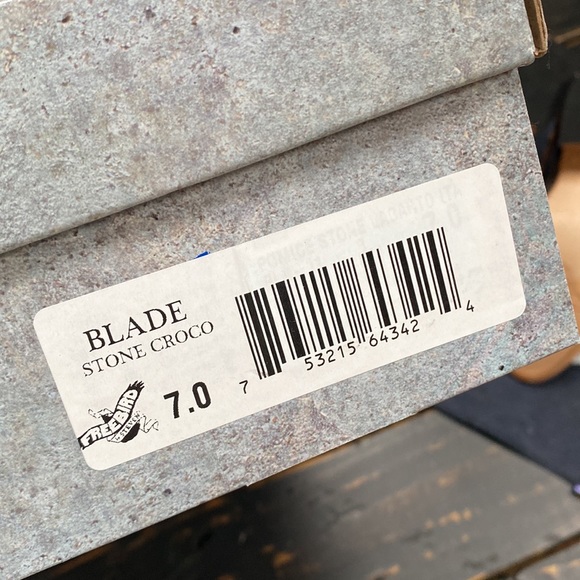 BLADE
STONE CROCO
FREEBIRD
7.0
7 53215 64342 4